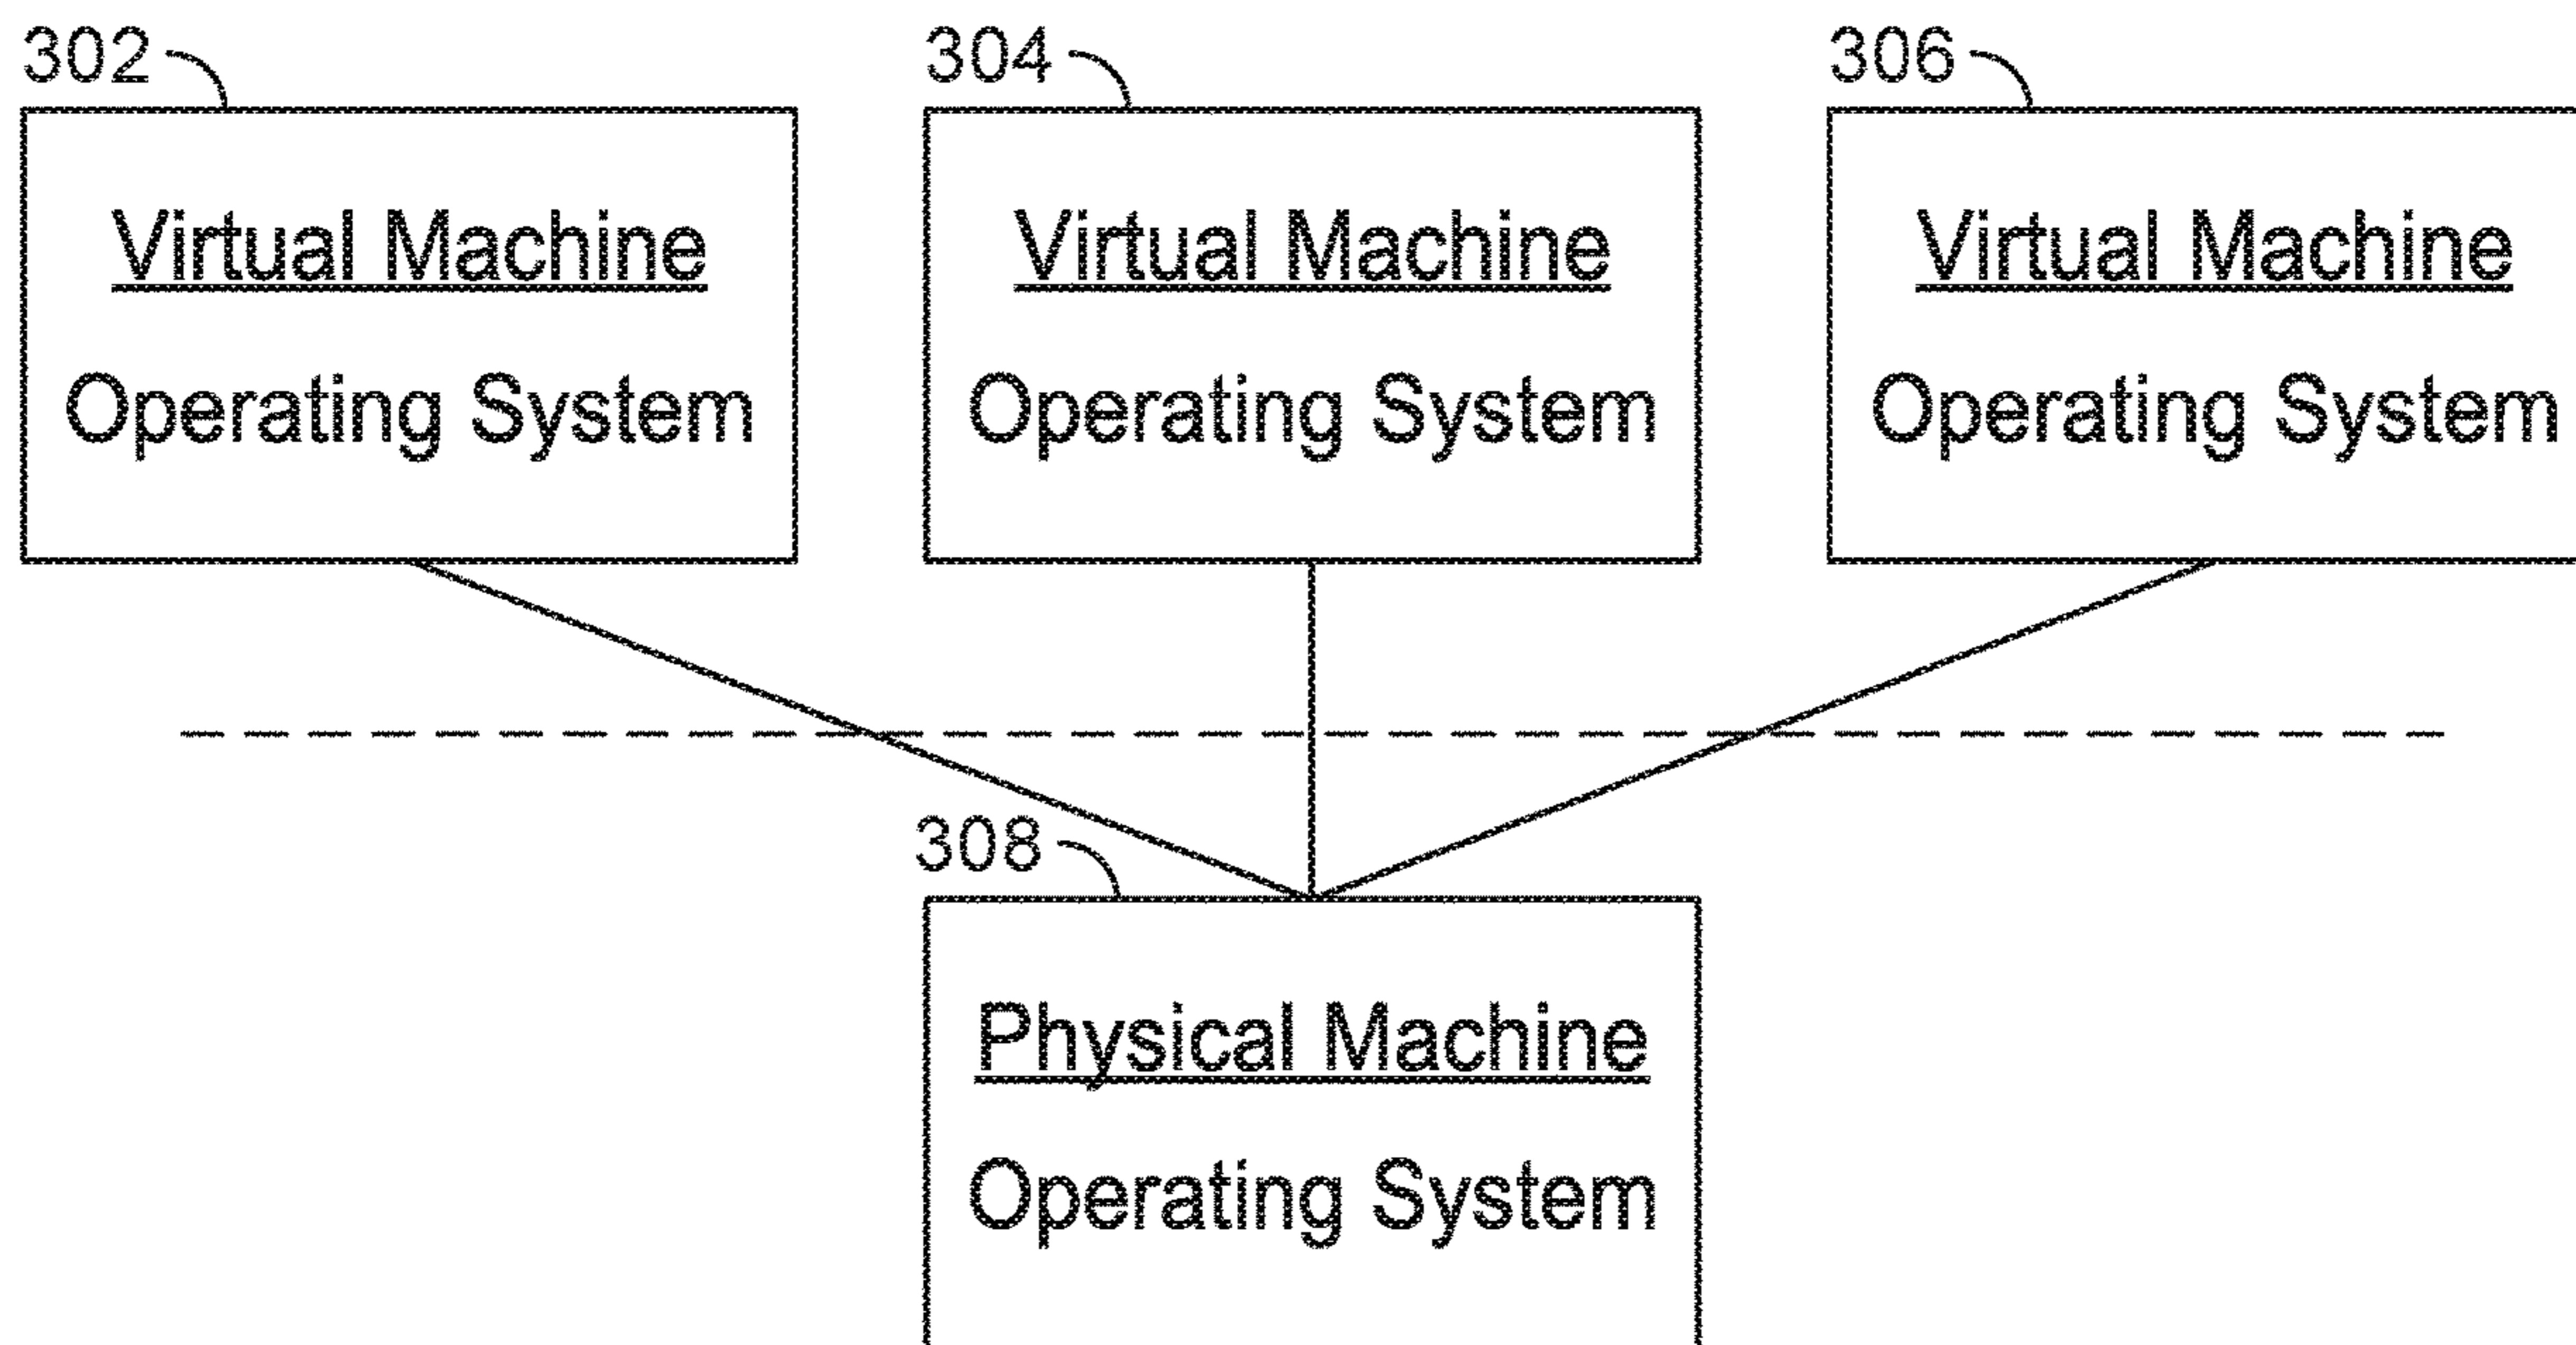 302
304
306
Virtual Machine
Operating System
Virtual Machine
Operating System
Virtual Machine
Operating System
308
Physical Machine
Operating System